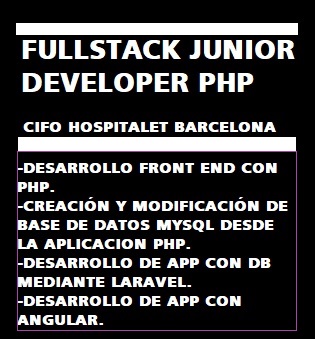 FULLSTACK JUNIOR
DEVELOPER PHP
CIFO HOSPITALET BARCELONA
-DESARROLLO FRONT END CON
PHP.
-CREACIÓN Y MODIFICACIÓN DE
BASE DE DATOS MYSQL DESDE
LA APLICACION PHP.
-DESARROLLO DE APP CON DB
MEDIANTE LARAVEL.
-DESARROLLO DE APP CON
ANGULAR.